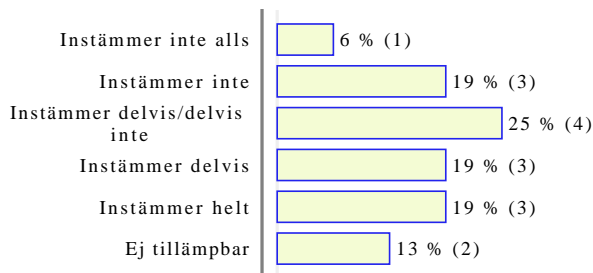 Instämmer inte alls 6 % (1)
Instämmer inte 19 % (3)
Instämmer delvis/delvis
inte 25 % (4)
Instämmer delvis 19 % (3)
Instämmer helt 19 % (3)
Ej tillämpbar 13 % (2)